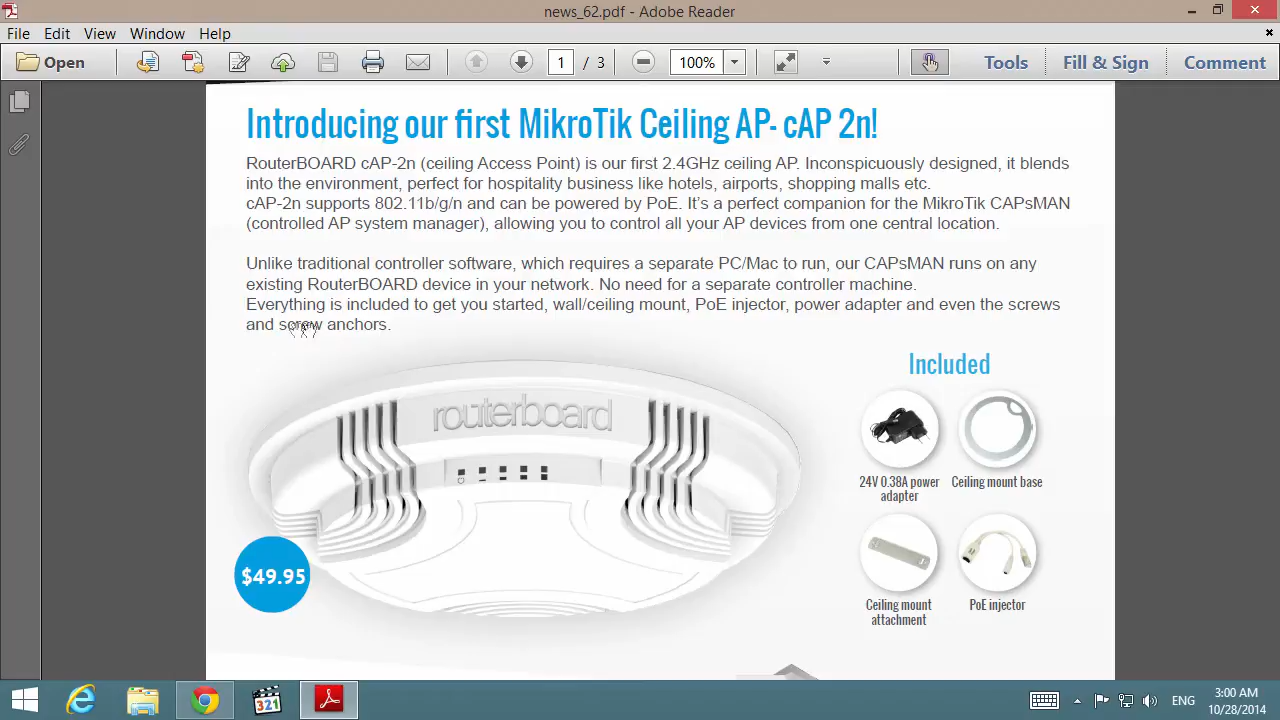 news_62.pdf - Adobe Reader
File Edit View Window Help
Open 1 / 3 100% Tools Fill & Sign Comment
Introducing our first MikroTik Ceiling AP- cAP 2n!
RouterBOARD cAP-2n (ceiling Access Point) is our first 2.4GHz ceiling AP. Inconspicuously designed, it blends
into the environment, perfect for hospitality business like hotels, airports, shopping malls etc.
cAP-2n supports 802.11b/g/n and can be powered by PoE. It's a perfect companion for the MikroTik CAPsMAN
(controlled AP system manager), allowing you to control all your AP devices from one central location.
Unlike traditional controller software, which requires a separate PC/Mac to run, our CAPsMAN runs on any
existing RouterBOARD device in your network. No need for a separate controller machine.
Everything is included to get you started, wall/ceiling mount, PoE injector, power adapter and even the screws
and screw anchors.
routerboard
$49.95
Included
24V 0.38A power
adapter
Ceiling mount base
Ceiling mount
attachment
PoE injector
321
ENG
3:00 AM
10/28/2014